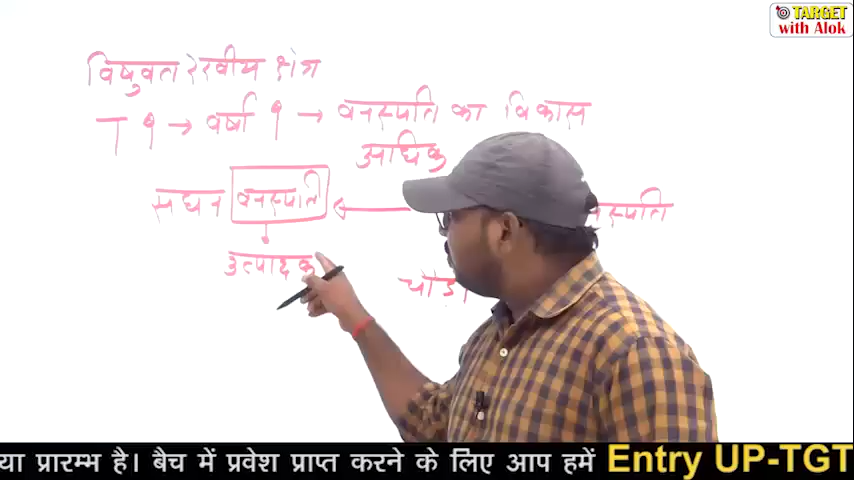 TARGET
with Alok
विषुवत रेखीय क्षेत्र
T ↑ → वर्षा ↑ → वनस्पति का विकास
अधिक
सघन वनस्पति ←
उत्पादक
या प्रारम्भ है। बैच में प्रवेश प्राप्त करने के लिए आप हमें Entry UP-TGT